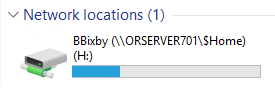 Network locations (1)
BBixby (\\ORSERVER701\$Home)
(H:)